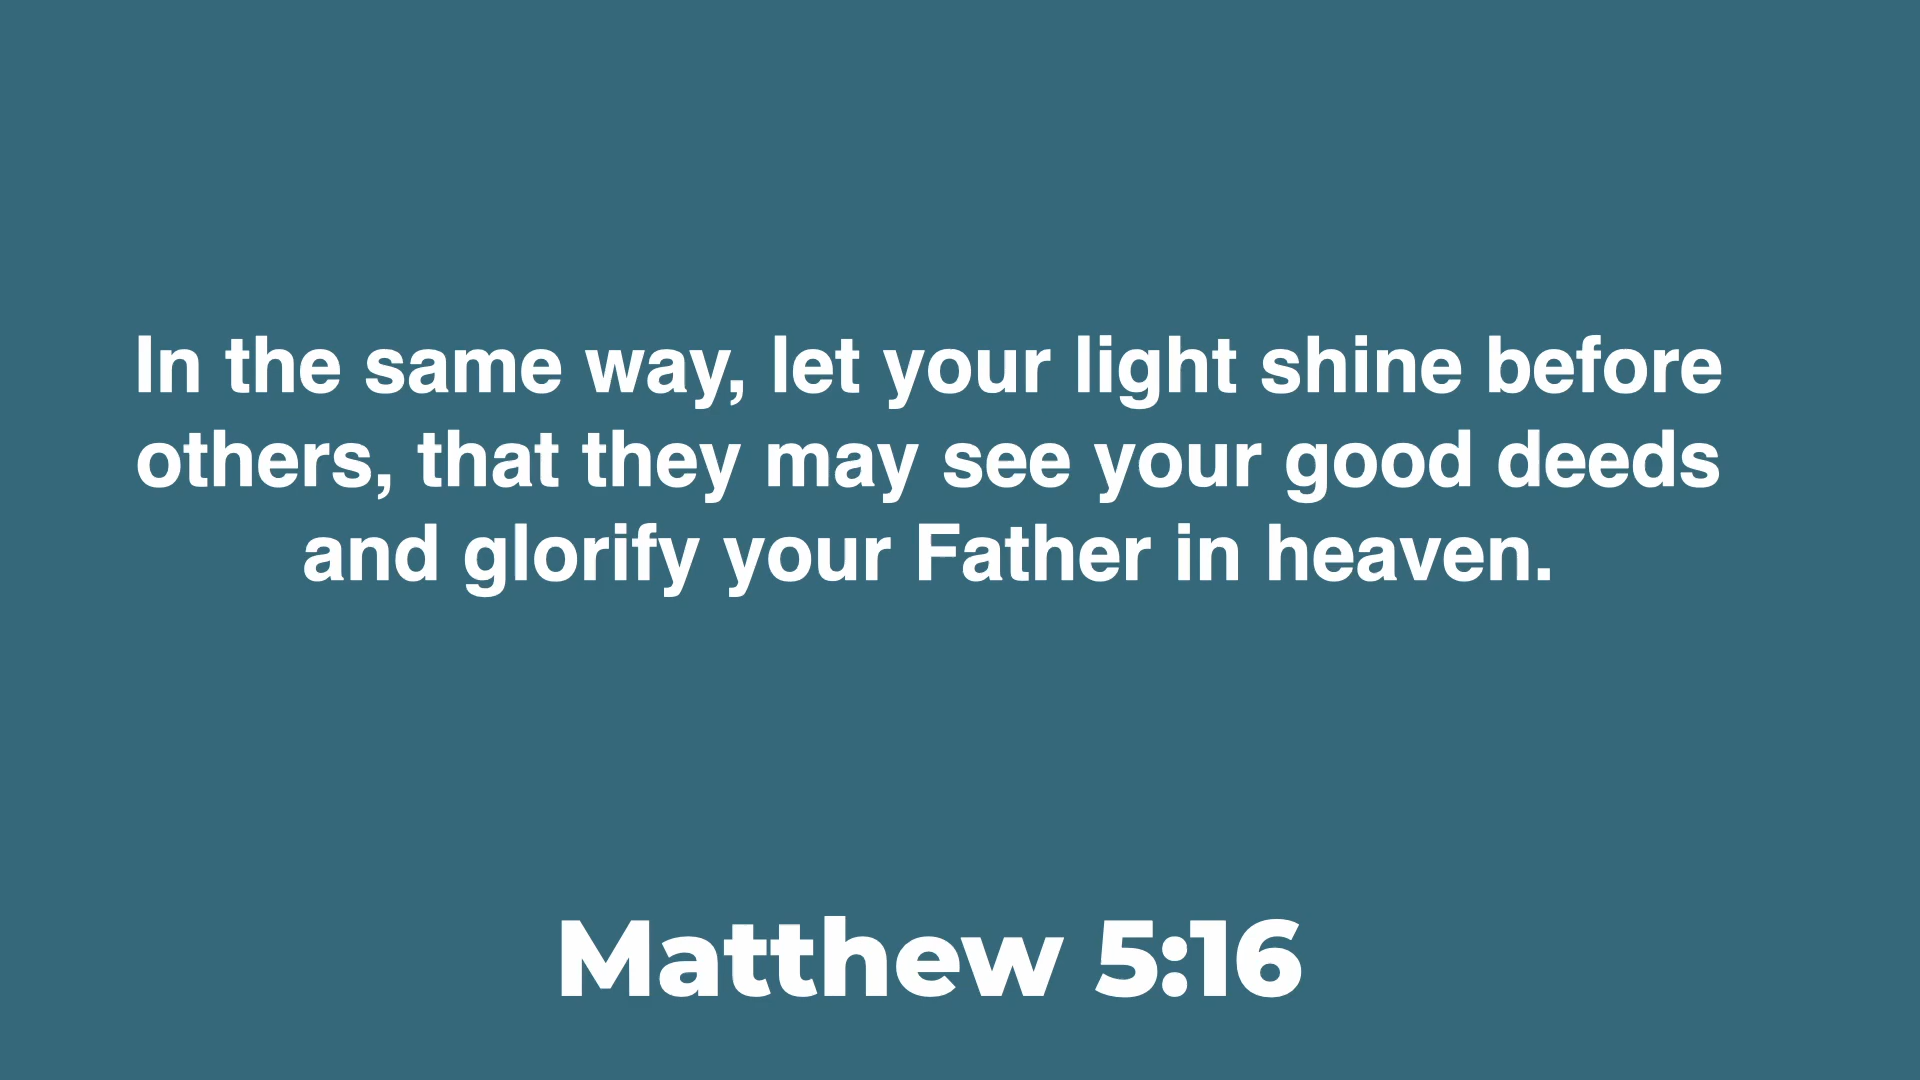 In the same way, let your light shine before
others, that they may see your good deeds
and glorify your Father in heaven.
Matthew 5:16